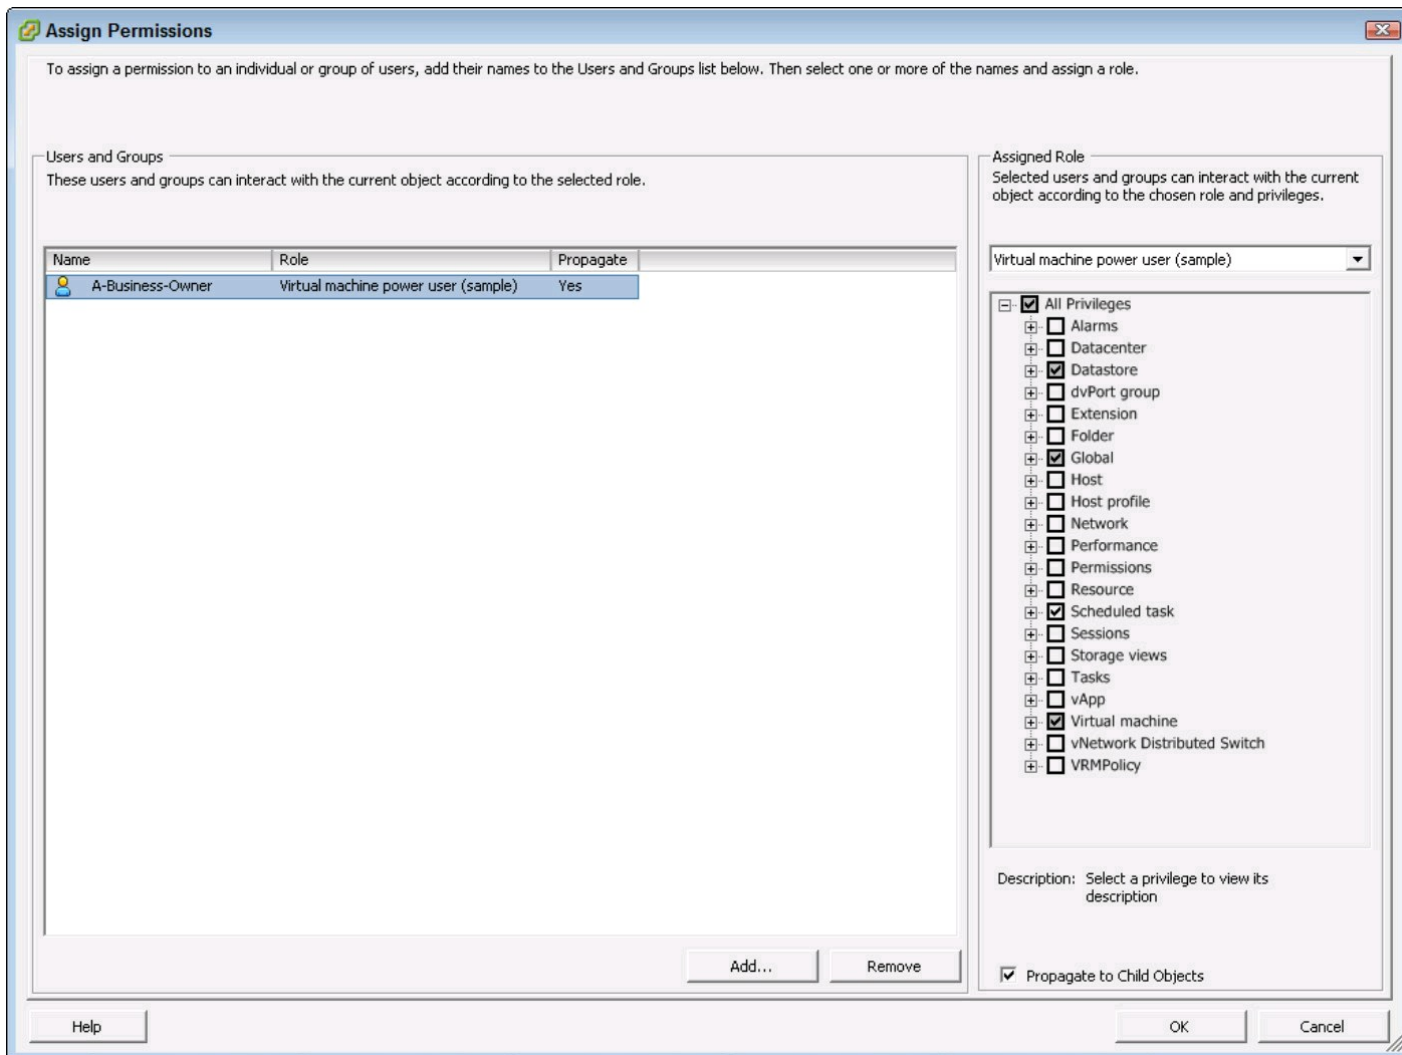 Assign Permissions
To assign a permission to an individual or group of users, add their names to the Users and Groups list below. Then select one or more of the names and assign a role.
Users and Groups
These users and groups can interact with the current object according to the selected role.
Name Role Propagate
A-Business-Owner Virtual machine power user (sample) Yes
Add...
Remove
Assigned Role
Selected users and groups can interact with the current
object according to the chosen role and privileges.
Virtual machine power user (sample)
All Privileges
Alarms
Datacenter
Datastore
dvPort group
Extension
Folder
Global
Host
Host profile
Network
Performance
Permissions
Resource
Scheduled task
Sessions
Storage views
Tasks
vApp
Virtual machine
vNetwork Distributed Switch
VRMPolicy
Description: Select a privilege to view its
description
Propagate to Child Objects
Help
OK
Cancel